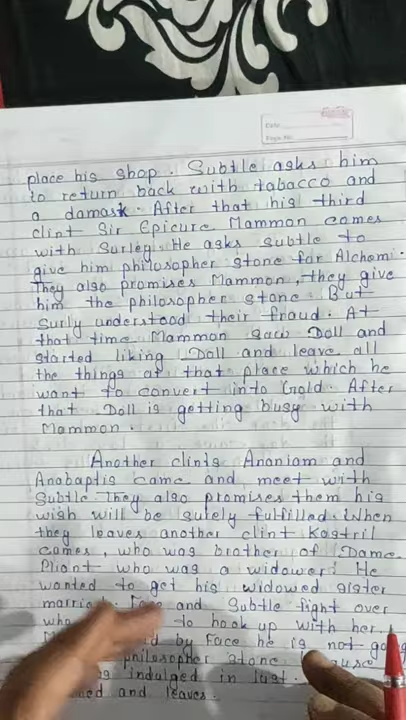 Date
Page No.
place his shop. Subtle asks him
to return back with tabacco and
a damask. After that his third
clint Sir Epicure Mammon comes
with Surley. He asks Subtle to
give him philosopher stone for Alchemi.
They also promises Mammon, they give
him the philosopher stone. But
Surly understood their fraud. At
that time Mammon saw Doll and
started liking Doll and leave all
the things at that place which he
want to convert into Gold. After
that Doll is getting busy with
Mammon.
Another clints Ananiam and
Anabaptis came and meet with
Subtle They also promises them his
wish will be surely fulfilled. When
they leaves another clint Kastril
comes, who was brother of Dame
Pliant who was a widower. He
wanted to get his widowed sister
married. Face and Subtle fight over
to hook up with her.
by Face he is not going
philosopher stone
indulged in lust.
and leaves.